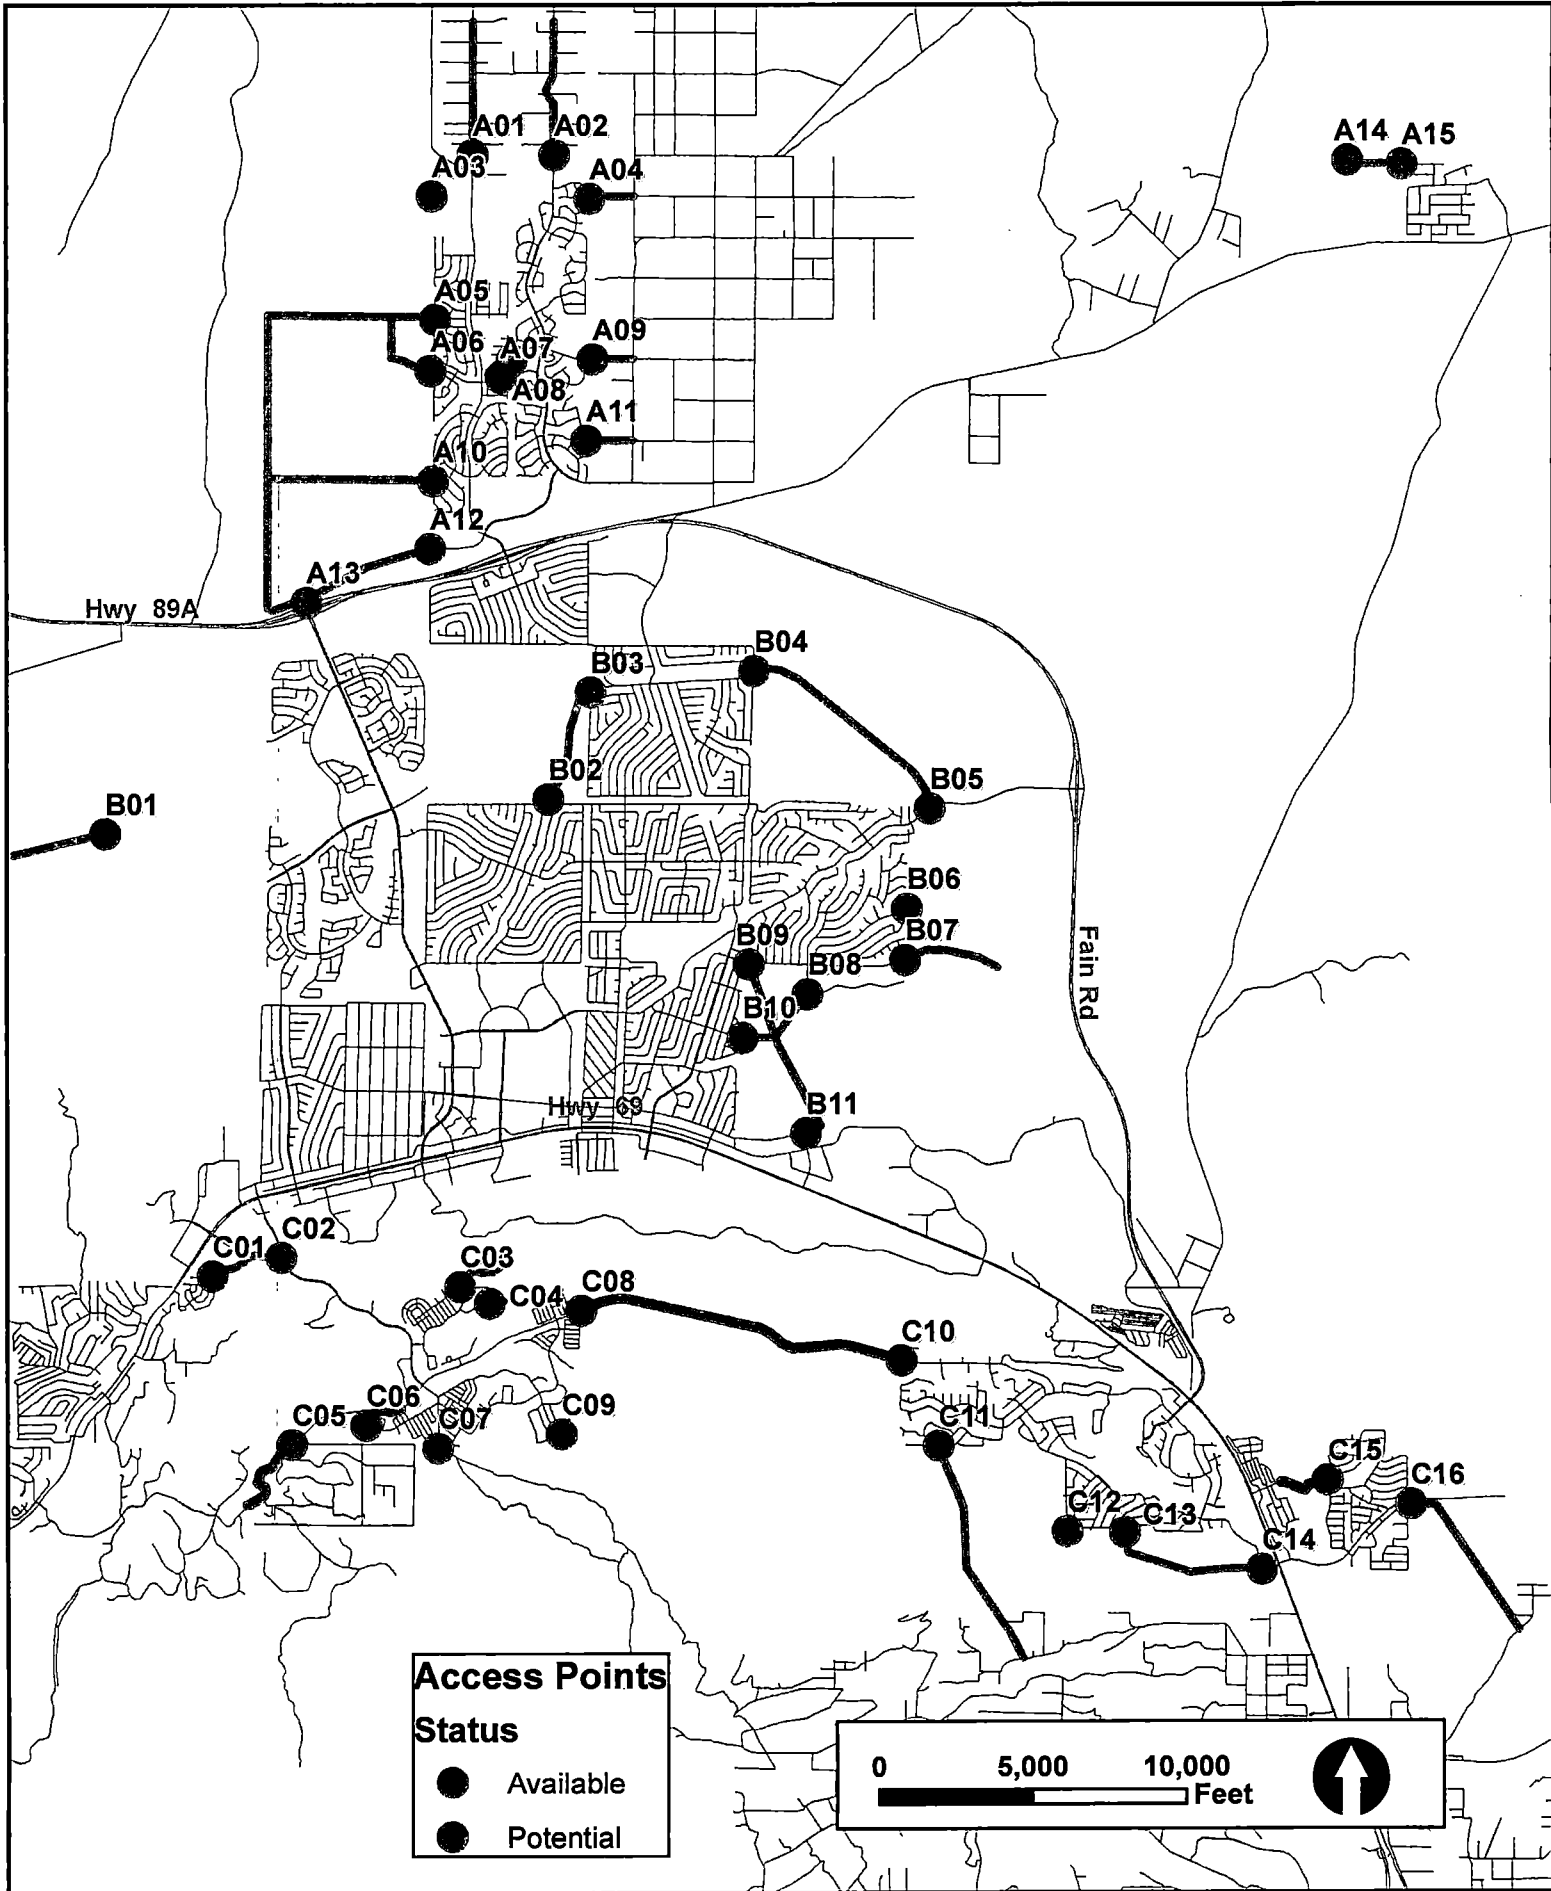 A01
A02
A03
A04
A14
A15
A05
A06
A07
A08
A09
A10
A11
A12
A13
Hwy 89A
B03
B04
B02
B05
B01
B06
B07
B09
B08
B10
Fain Rd
Hwy 69
B11
C02
C01
C03
C04
C08
C10
C05
C06
C07
C09
C11
C15
C16
C12
C13
C14
Access Points
Status
Available
Potential
0 5,000 10,000
Feet